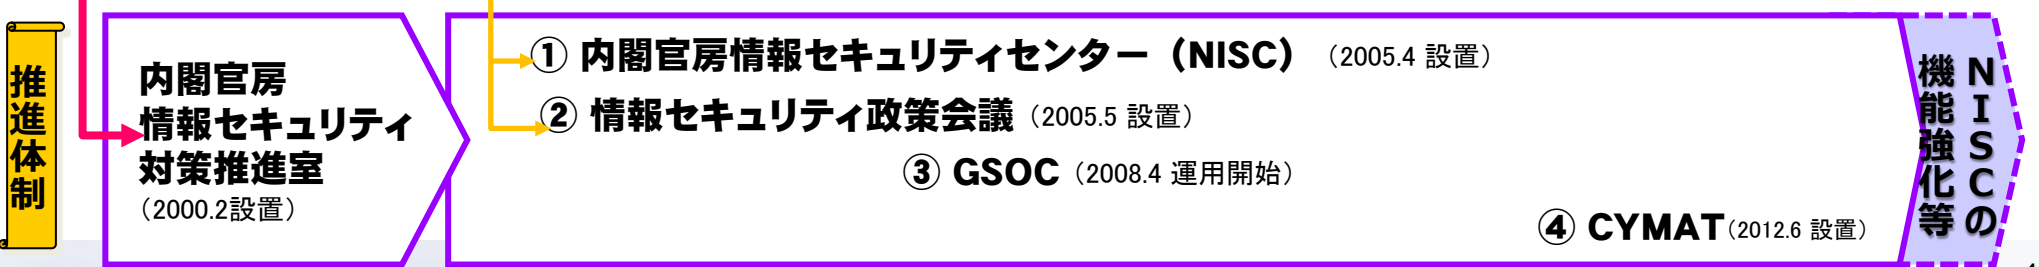 推進体制
内閣官房
情報セキュリティ
対策推進室
（2000.2設置）
① 内閣官房情報セキュリティセンター（NISC）（2005.4 設置）
② 情報セキュリティ政策会議（2005.5 設置）
③ GSOC（2008.4 運用開始）
④ CYMAT（2012.6 設置）
NISCの
機能強化等